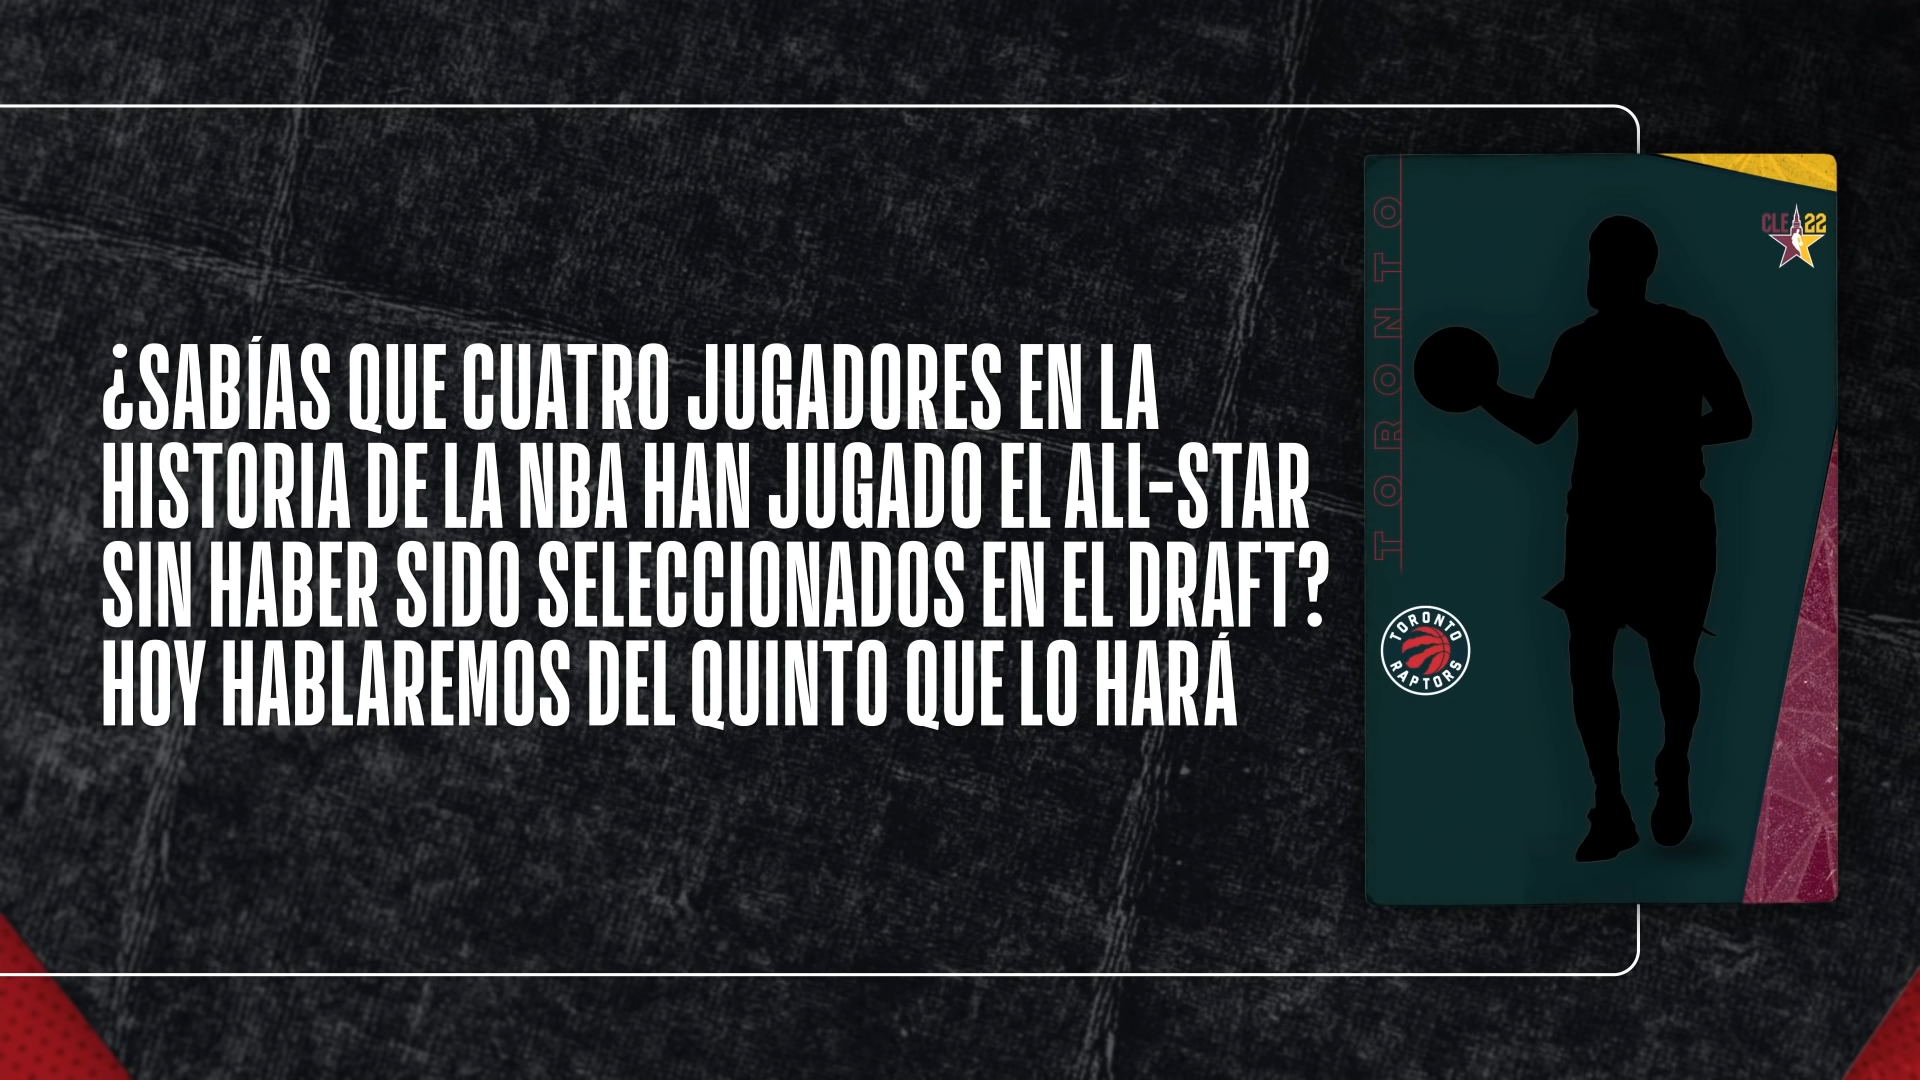 ¿SABÍAS QUE CUATRO JUGADORES EN LA
HISTORIA DE LA NBA HAN JUGADO EL ALL-STAR
SIN HABER SIDO SELECCIONADOS EN EL DRAFT?
HOY HABLAREMOS DEL QUINTO QUE LO HARÁ
TORONTO
CLE 22
TORONTO
RAPTORS